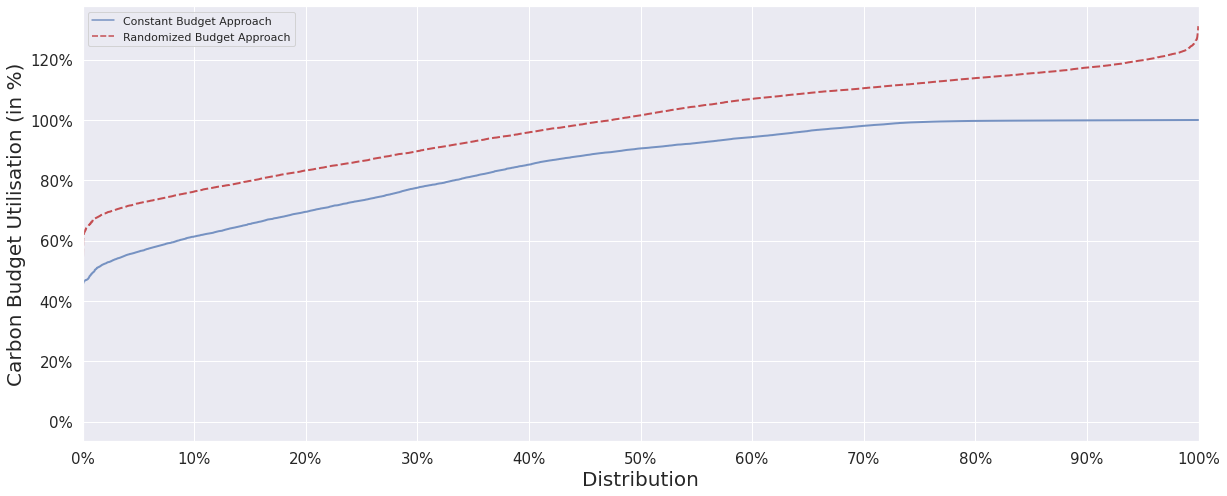 Constant Budget Approach
Randomized Budget Approach
Carbon Budget Utilisation (in %)
120%
100%
80%
60%
40%
20%
0%
0% 10% 20% 30% 40% 50% 60% 70% 80% 90% 100%
Distribution